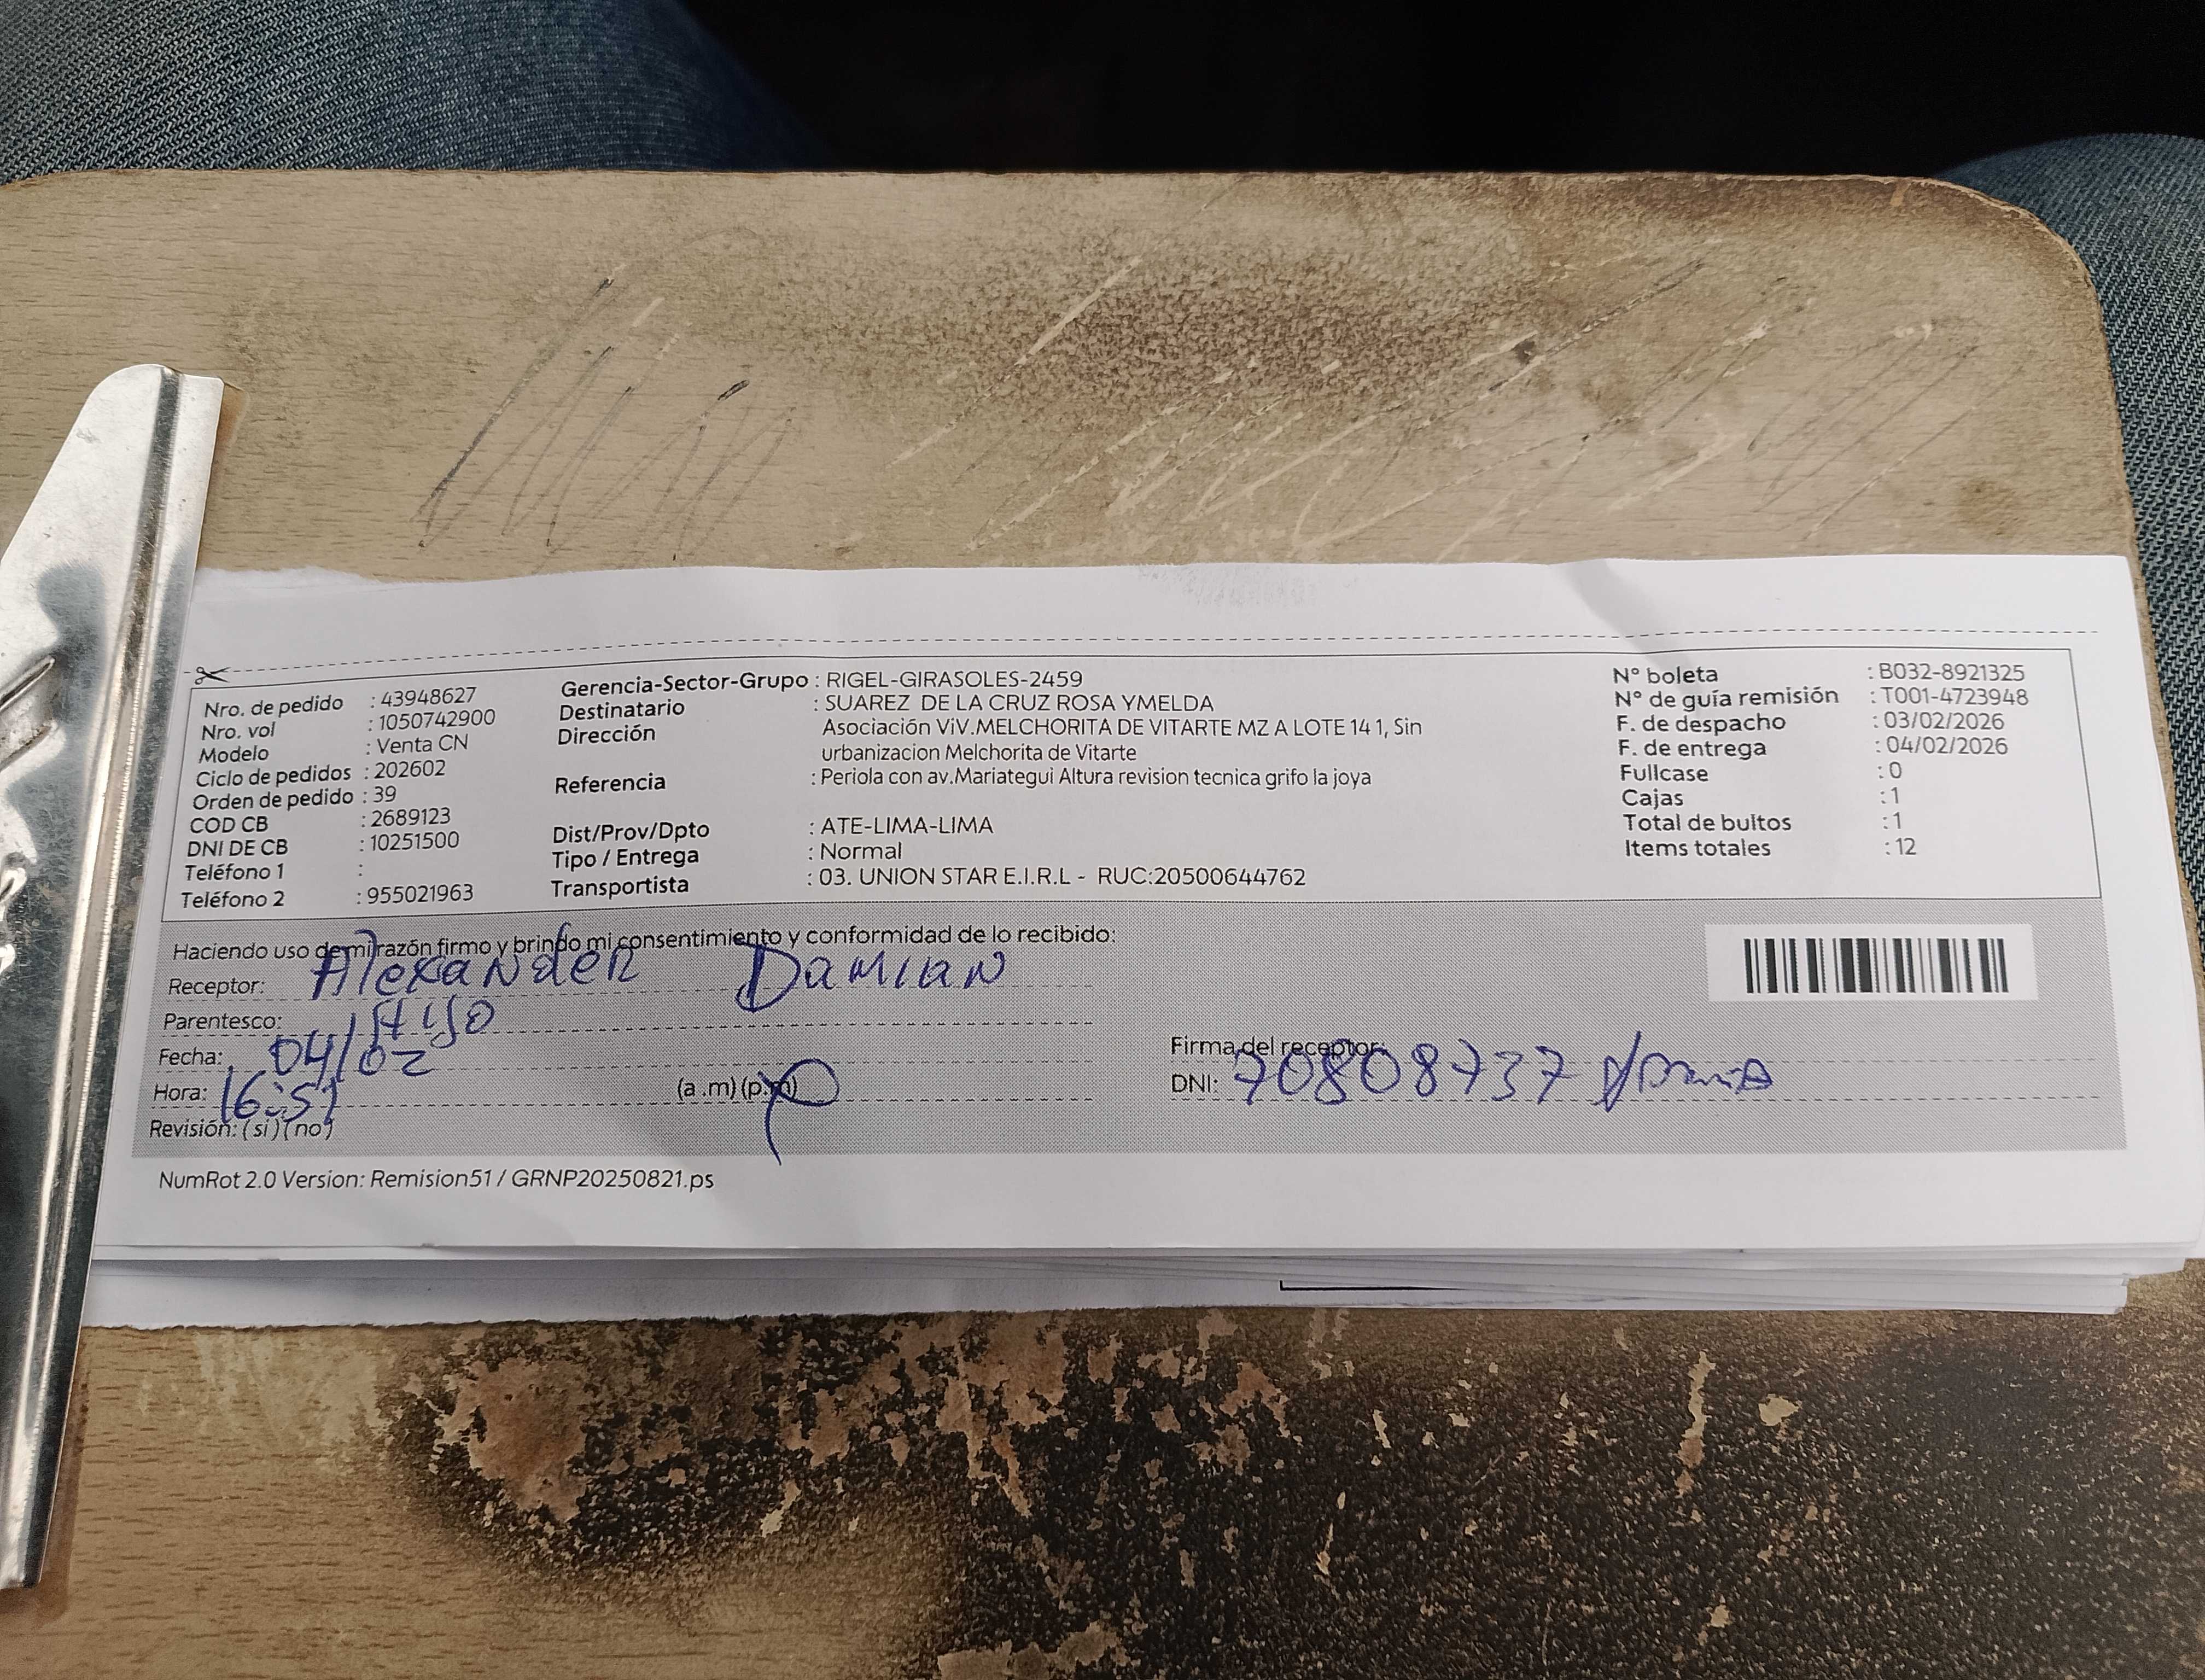 Nro. de pedido : 43948627
Nro. vol : 1050742900
Modelo : Venta CN
Ciclo de pedidos : 202602
Orden de pedido : 39
COD CB : 2689123
DNI DE CB : 10251500
Teléfono 1 :
Teléfono 2 : 955021963
Gerencia-Sector-Grupo : RIGEL-GIRASOLES-2459
Destinatario : SUAREZ DE LA CRUZ ROSA YMELDA
Dirección Asociación ViV.MELCHORITA DE VITARTE MZ A LOTE 14 1, Sin
urbanizacion Melchorita de Vitarte
Referencia : Periola con av.Mariategui Altura revision tecnica grifo la joya
Dist/Prov/Dpto : ATE-LIMA-LIMA
Tipo / Entrega : Normal
Transportista : 03. UNION STAR E.I.R.L - RUC:20500644762
N° boleta : B032-8921325
N° de guía remisión : T001-4723948
F. de despacho : 03/02/2026
F. de entrega : 04/02/2026
Fullcase : 0
Cajas : 1
Total de bultos : 1
Items totales : 12
Haciendo uso de mi razón firmo y brindo mi consentimiento y conformidad de lo recibido:
Receptor: Alexander Damian
Parentesco: Hijo
Fecha: 04/02
Hora: 16:51 (a .m) (p.m)
Revisión: (si) (no)
Firma del receptor:
DNI: 70808737
NumRot 2.0 Version: Remision51 / GRNP20250821.ps